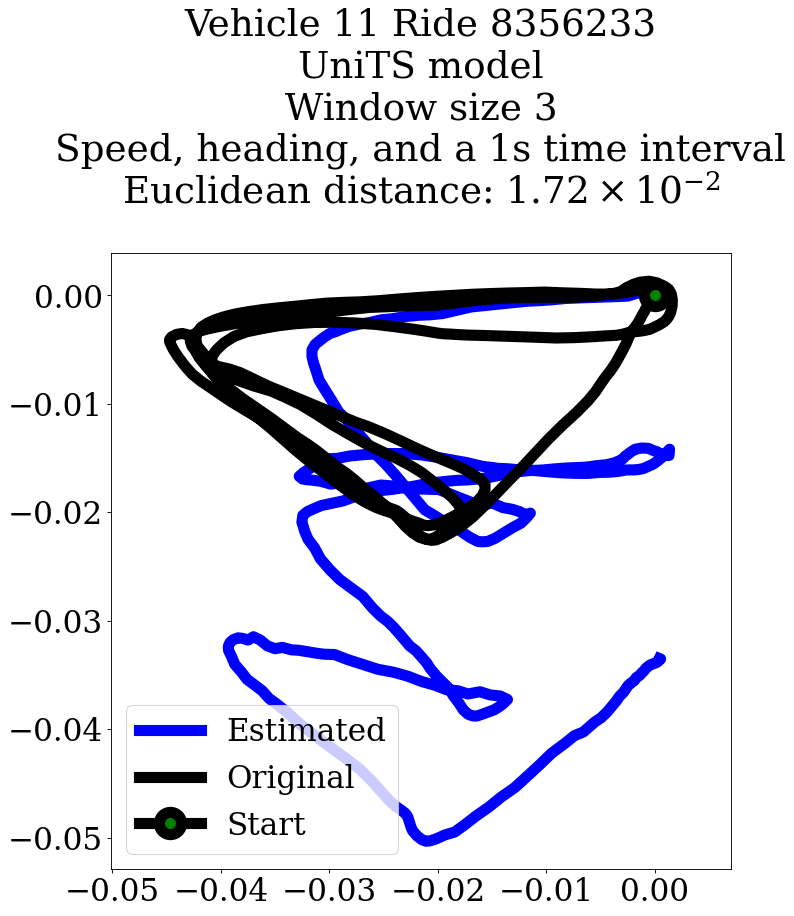 Vehicle 11 Ride 8356233
UniTS model
Window size 3
Speed, heading, and a 1s time interval
Euclidean distance: 1.72 × 10⁻²
0.00
−0.01
−0.02
−0.03
−0.04
−0.05
Estimated
Original
Start
−0.05 −0.04 −0.03 −0.02 −0.01 0.00